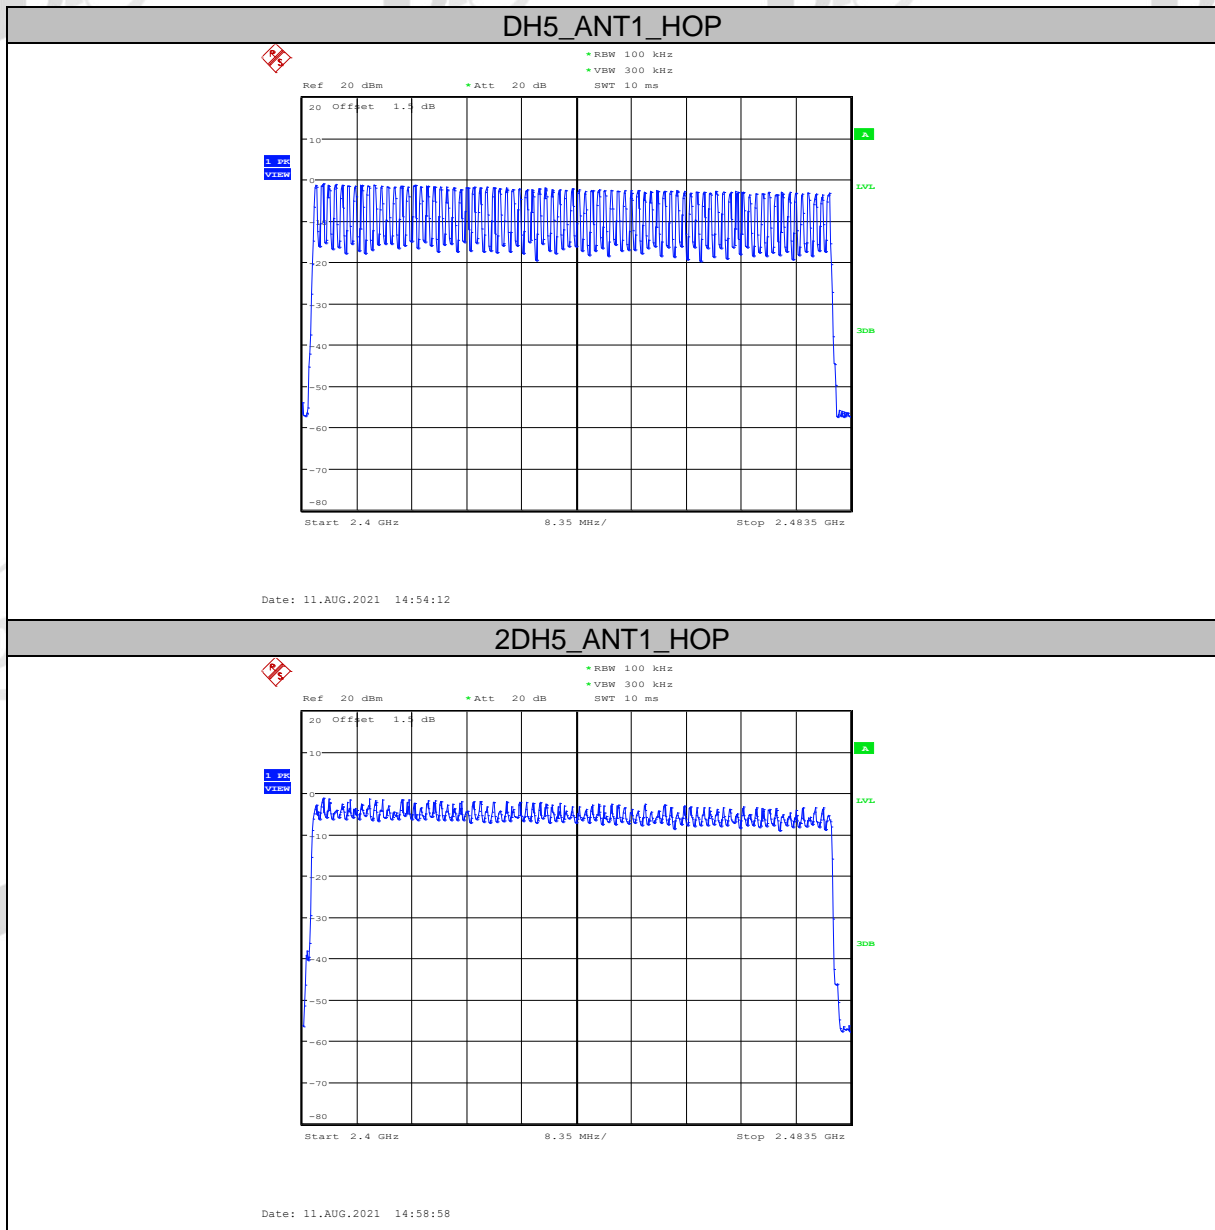 DH5_ANT1_HOP
R S
* RBW 100 kHz
* VBW 300 kHz
Ref 20 dBm * Att 20 dB SWT 10 ms
20 Offset 1.5 dB
A
10
1 PK
VIEW
0
LVL
-10
-20
-30
3DB
-40
-50
-60
-70
-80
Start 2.4 GHz 8.35 MHz/ Stop 2.4835 GHz
Date: 11.AUG.2021 14:54:12
2DH5_ANT1_HOP
R S
* RBW 100 kHz
* VBW 300 kHz
Ref 20 dBm * Att 20 dB SWT 10 ms
20 Offset 1.5 dB
A
10
1 PK
VIEW
0
LVL
-10
-20
-30
3DB
-40
-50
-60
-70
-80
Start 2.4 GHz 8.35 MHz/ Stop 2.4835 GHz
Date: 11.AUG.2021 14:58:58